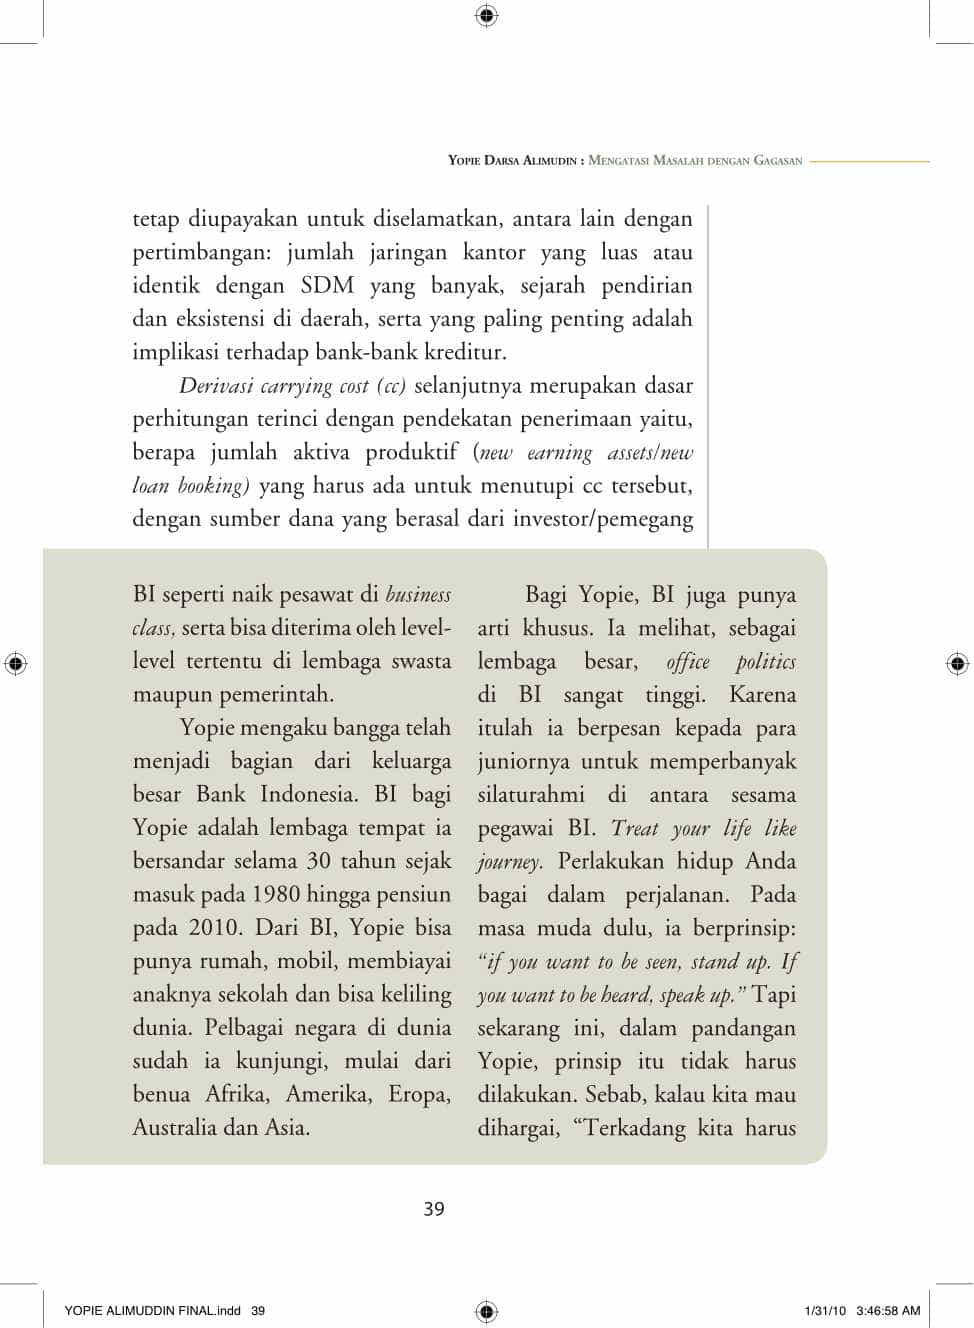 Yopie Darsa Alimudin : Mengatasi Masalah dengan Gagasan
tetap diupayakan untuk diselamatkan, antara lain dengan
pertimbangan: jumlah jaringan kantor yang luas atau
identik dengan SDM yang banyak, sejarah pendirian
dan eksistensi di daerah, serta yang paling penting adalah
implikasi terhadap bank-bank kreditur.
Derivasi carrying cost (cc) selanjutnya merupakan dasar
perhitungan terinci dengan pendekatan penerimaan yaitu,
berapa jumlah aktiva produktif (new earning assets/new
loan booking) yang harus ada untuk menutupi cc tersebut,
dengan sumber dana yang berasal dari investor/pemegang
BI seperti naik pesawat di business
class, serta bisa diterima oleh level-
level tertentu di lembaga swasta
maupun pemerintah.
Yopie mengaku bangga telah
menjadi bagian dari keluarga
besar Bank Indonesia. BI bagi
Yopie adalah lembaga tempat ia
bersandar selama 30 tahun sejak
masuk pada 1980 hingga pensiun
pada 2010. Dari BI, Yopie bisa
punya rumah, mobil, membiayai
anaknya sekolah dan bisa keliling
dunia. Pelbagai negara di dunia
sudah ia kunjungi, mulai dari
benua Afrika, Amerika, Eropa,
Australia dan Asia.
Bagi Yopie, BI juga punya
arti khusus. Ia melihat, sebagai
lembaga besar, office politics
di BI sangat tinggi. Karena
itulah ia berpesan kepada para
juniornya untuk memperbanyak
silaturahmi di antara sesama
pegawai BI. Treat your life like
journey. Perlakukan hidup Anda
bagai dalam perjalanan. Pada
masa muda dulu, ia berprinsip:
“if you want to be seen, stand up. If
you want to be heard, speak up.” Tapi
sekarang ini, dalam pandangan
Yopie, prinsip itu tidak harus
dilakukan. Sebab, kalau kita mau
dihargai, “Terkadang kita harus
39
YOPIE ALIMUDDIN FINAL.indd 39
1/31/10 3:46:58 AM